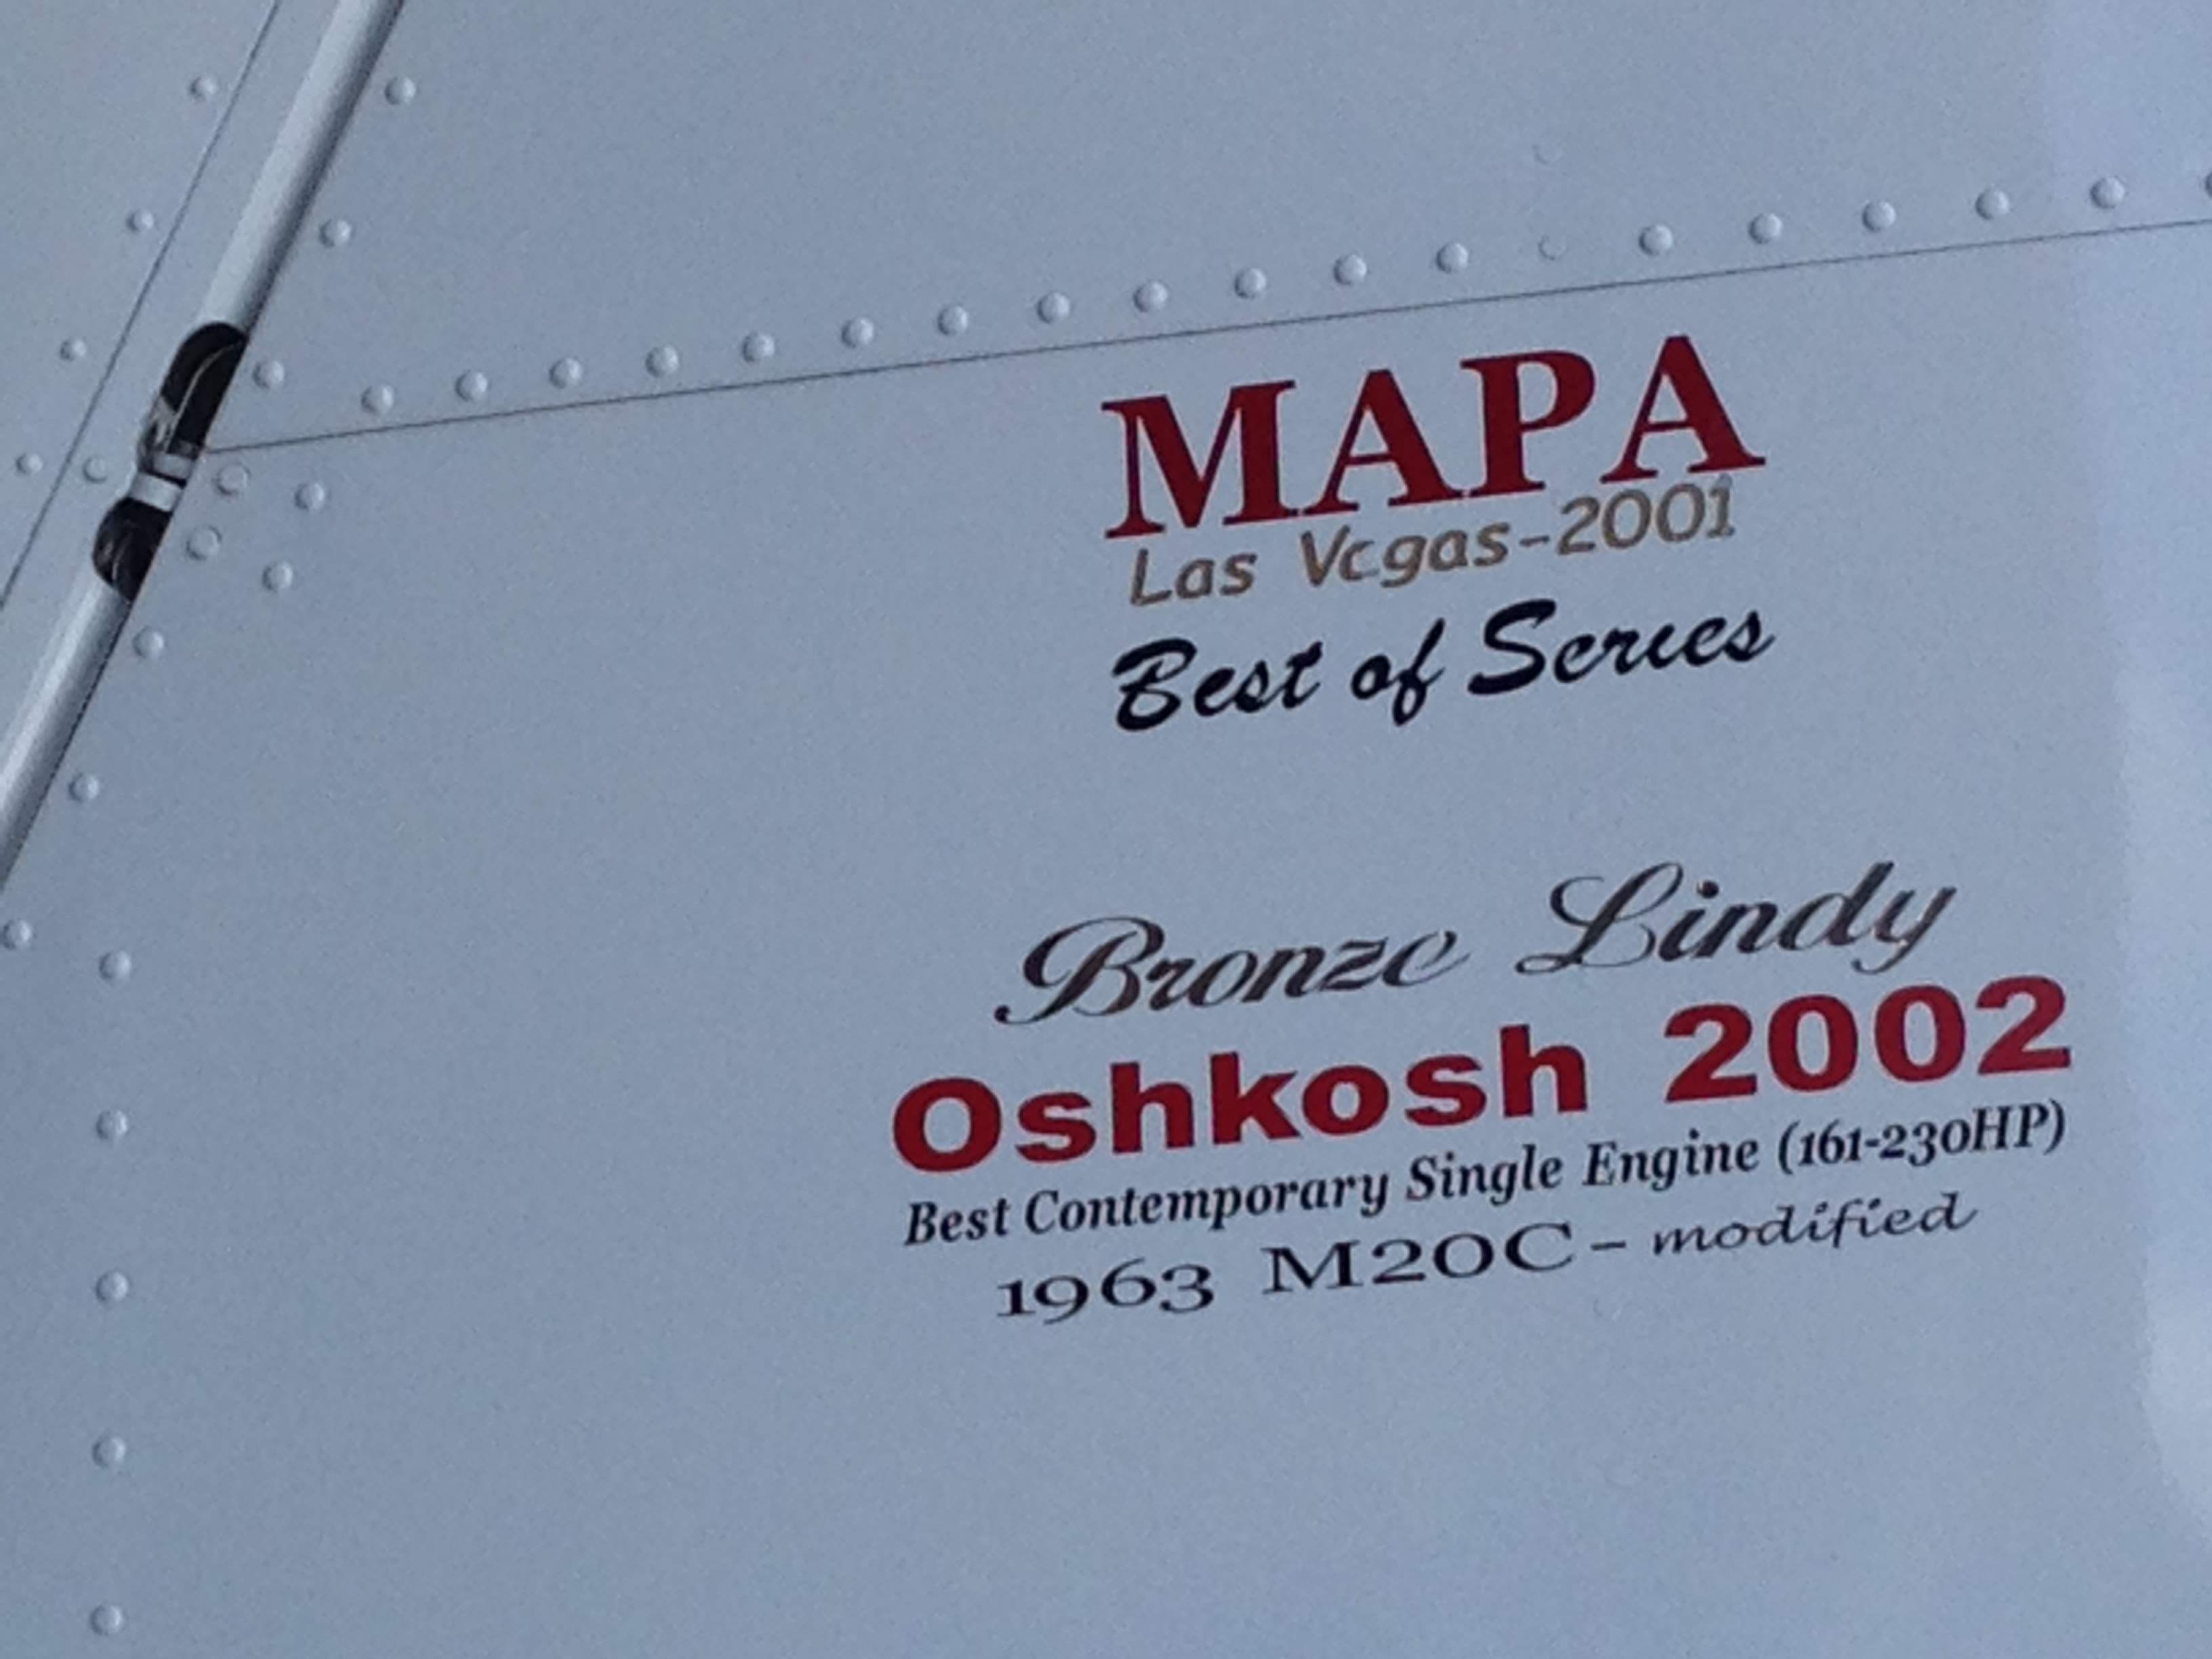 MAPA
Las Vegas-2001
Best of Series
Bronze Lindy
Oshkosh 2002
Best Contemporary Single Engine (161-230HP)
1963 M20C - modified